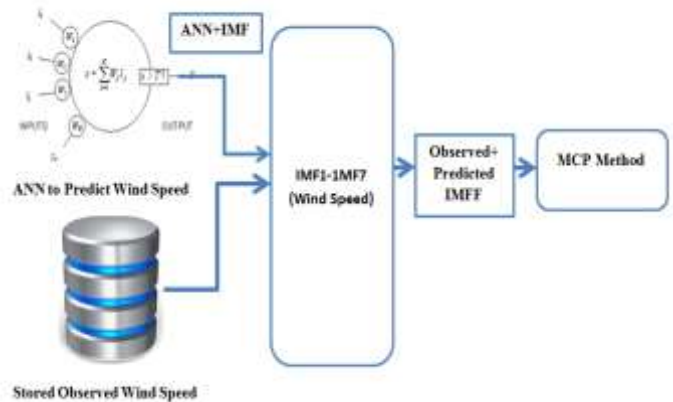 ANN+IMF
INPUTS
OUTPUT
ANN to Predict Wind Speed
IMF1-1MF7
(Wind Speed)
Observed+
Predicted
IMFF
MCP Method
Stored Observed Wind Speed